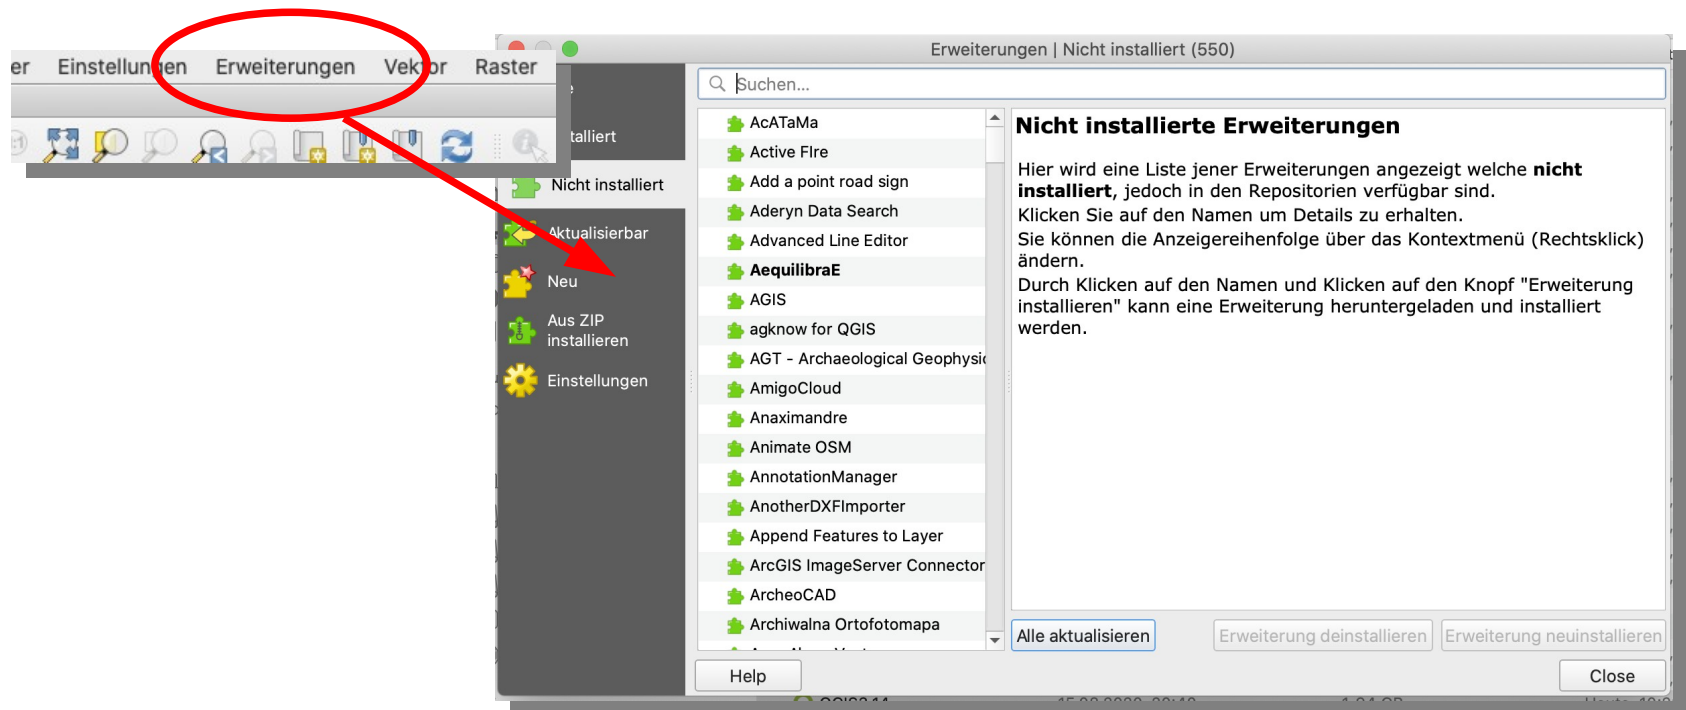 er Einstellungen Erweiterungen Vektor Raster
Erweiterungen | Nicht installiert (550)
Suchen...
talliert
Nicht installiert
Aktualisierbar
Neu
Aus ZIP
installieren
Einstellungen
AcATaMa
Active FIre
Add a point road sign
Aderyn Data Search
Advanced Line Editor
AequilibraE
AGIS
agknow for QGIS
AGT - Archaeological Geophysic
AmigoCloud
Anaximandre
Animate OSM
AnnotationManager
AnotherDXFImporter
Append Features to Layer
ArcGIS ImageServer Connector
ArcheoCAD
Archiwalna Ortofotomapa
Nicht installierte Erweiterungen
Hier wird eine Liste jener Erweiterungen angezeigt welche nicht
installiert, jedoch in den Repositorien verfügbar sind.
Klicken Sie auf den Namen um Details zu erhalten.
Sie können die Anzeigereihenfolge über das Kontextmenü (Rechtsklick)
ändern.
Durch Klicken auf den Namen und Klicken auf den Knopf "Erweiterung
installieren" kann eine Erweiterung heruntergeladen und installiert
werden.
Alle aktualisieren
Erweiterung deinstallieren
Erweiterung neuinstallieren
Help
Close